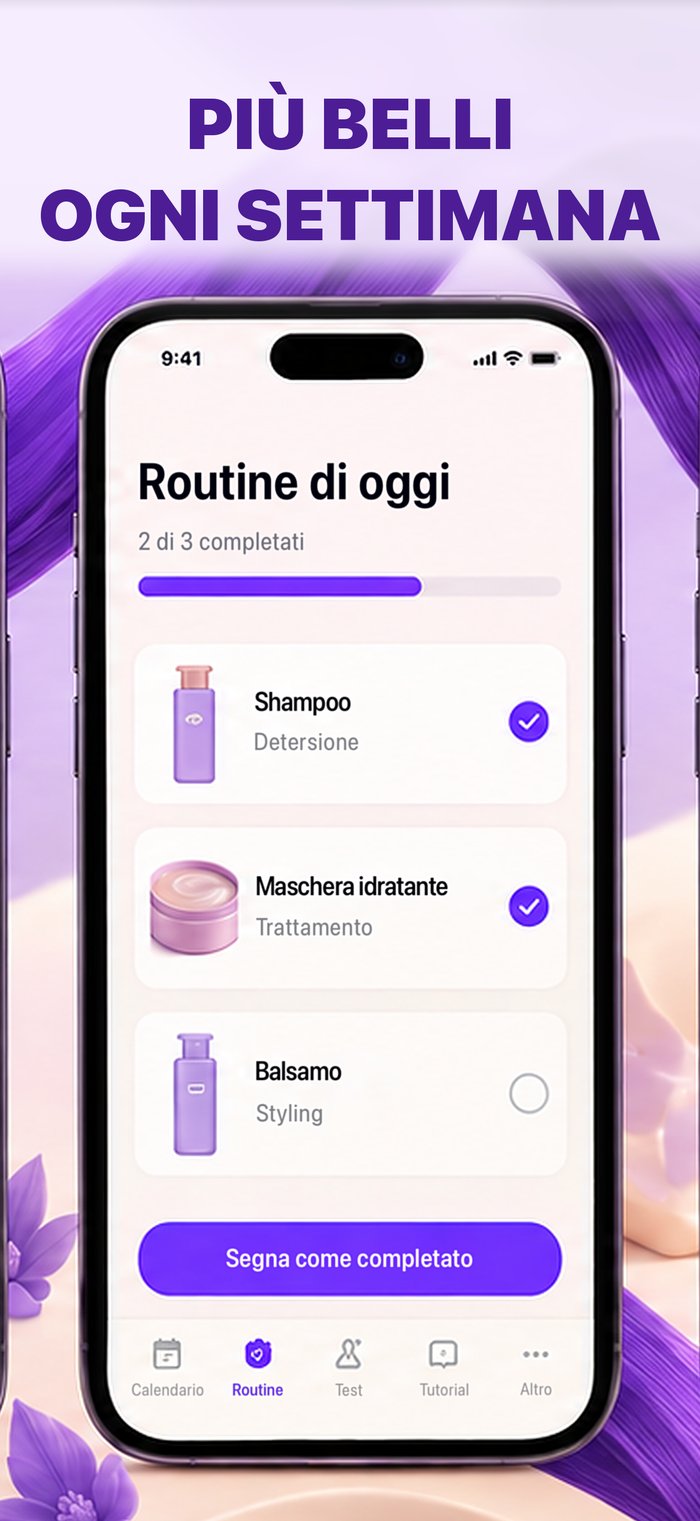 PIÙ BELLI
OGNI SETTIMANA
9:41
Routine di oggi
2 di 3 completati
Shampoo
Detersione
Maschera idratante
Trattamento
Balsamo
Styling
Segna come completato
Calendario
Routine
Test
Tutorial
Altro